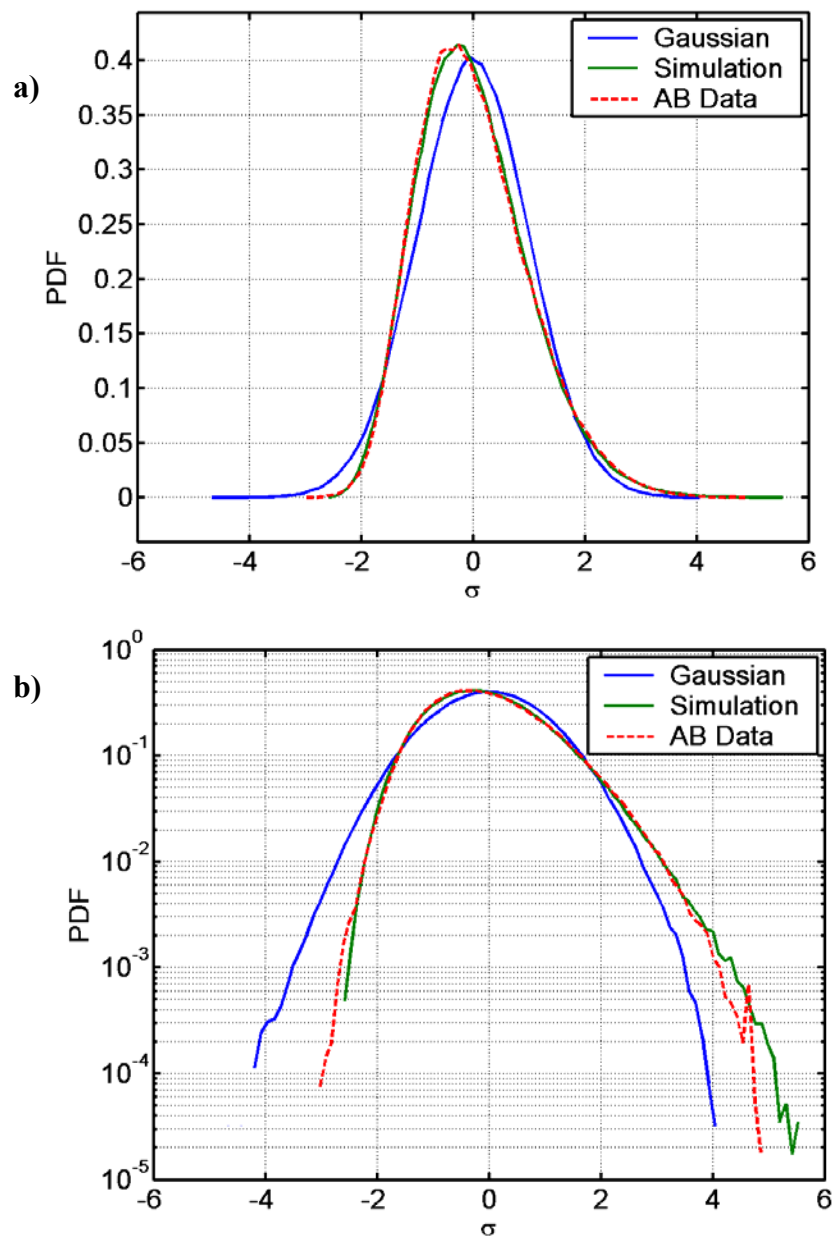 a)
Gaussian
Simulation
AB Data
0.4
0.35
0.3
0.25
0.2
0.15
0.1
0.05
0
PDF
-6 -4 -2 0 2 4 6
σ
b)
Gaussian
Simulation
AB Data
10^0
10^-1
10^-2
10^-3
10^-4
10^-5
PDF
-6 -4 -2 0 2 4 6
σ